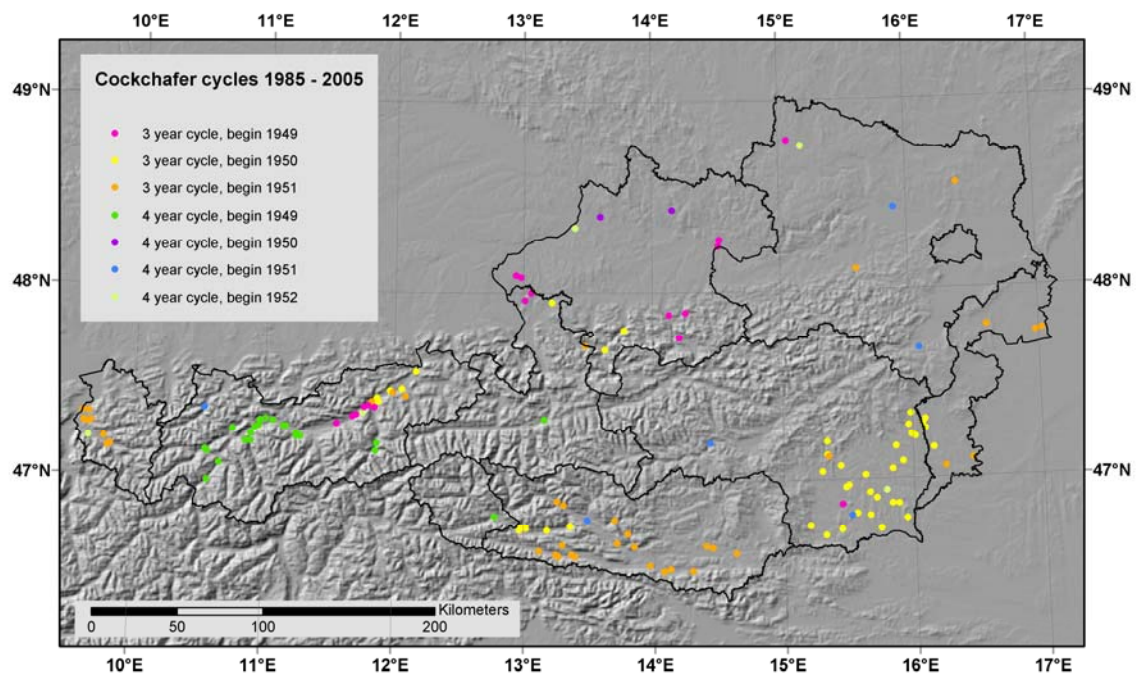 10°E 11°E 12°E 13°E 14°E 15°E 16°E 17°E
Cockchafer cycles 1985 - 2005
3 year cycle, begin 1949
3 year cycle, begin 1950
3 year cycle, begin 1951
4 year cycle, begin 1949
4 year cycle, begin 1950
4 year cycle, begin 1951
4 year cycle, begin 1952
49°N 49°N
48°N 48°N
47°N 47°N
Kilometers
0 50 100 200
10°E 11°E 12°E 13°E 14°E 15°E 16°E 17°E